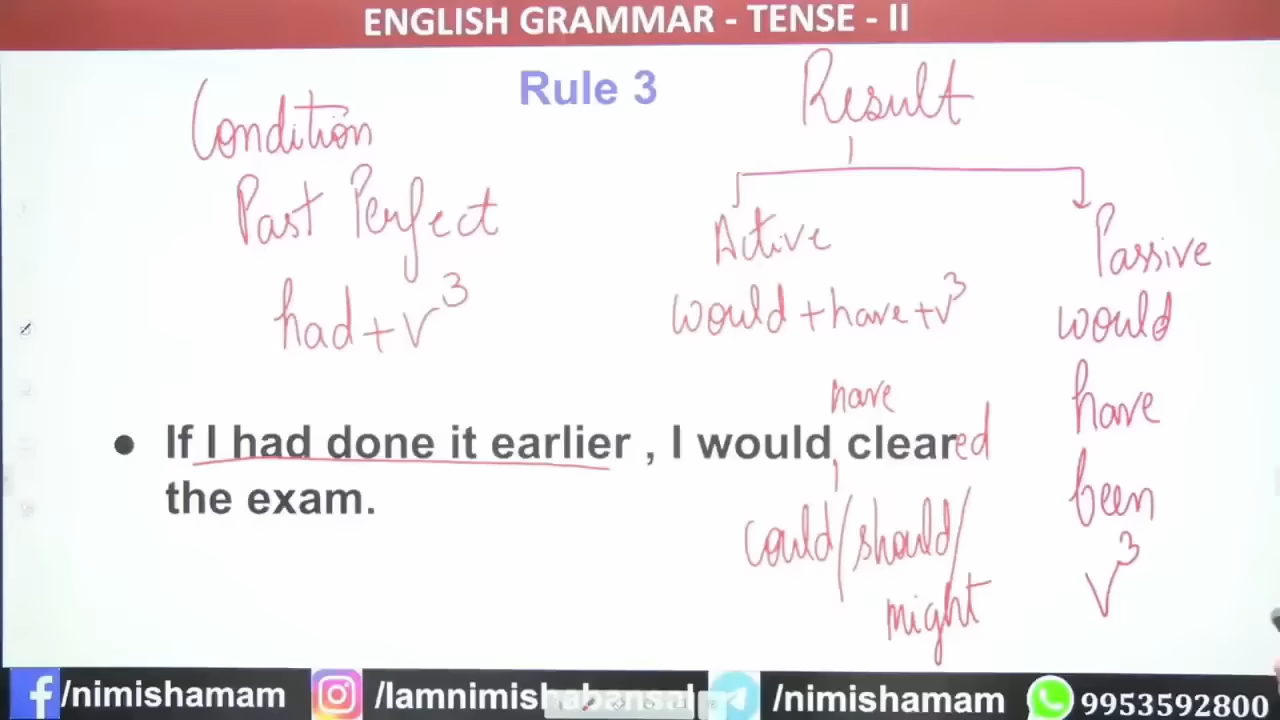 ENGLISH GRAMMAR - TENSE - II
Rule 3
Condition
Past Perfect
had + v³
Result
Active
would + have + v³
Passive
would
have
been
v³
have
● If I had done it earlier , I would cleared
the exam.
could/should/
might
/nimishamam
/Iamnimishabansal
/nimishamam
9953592800